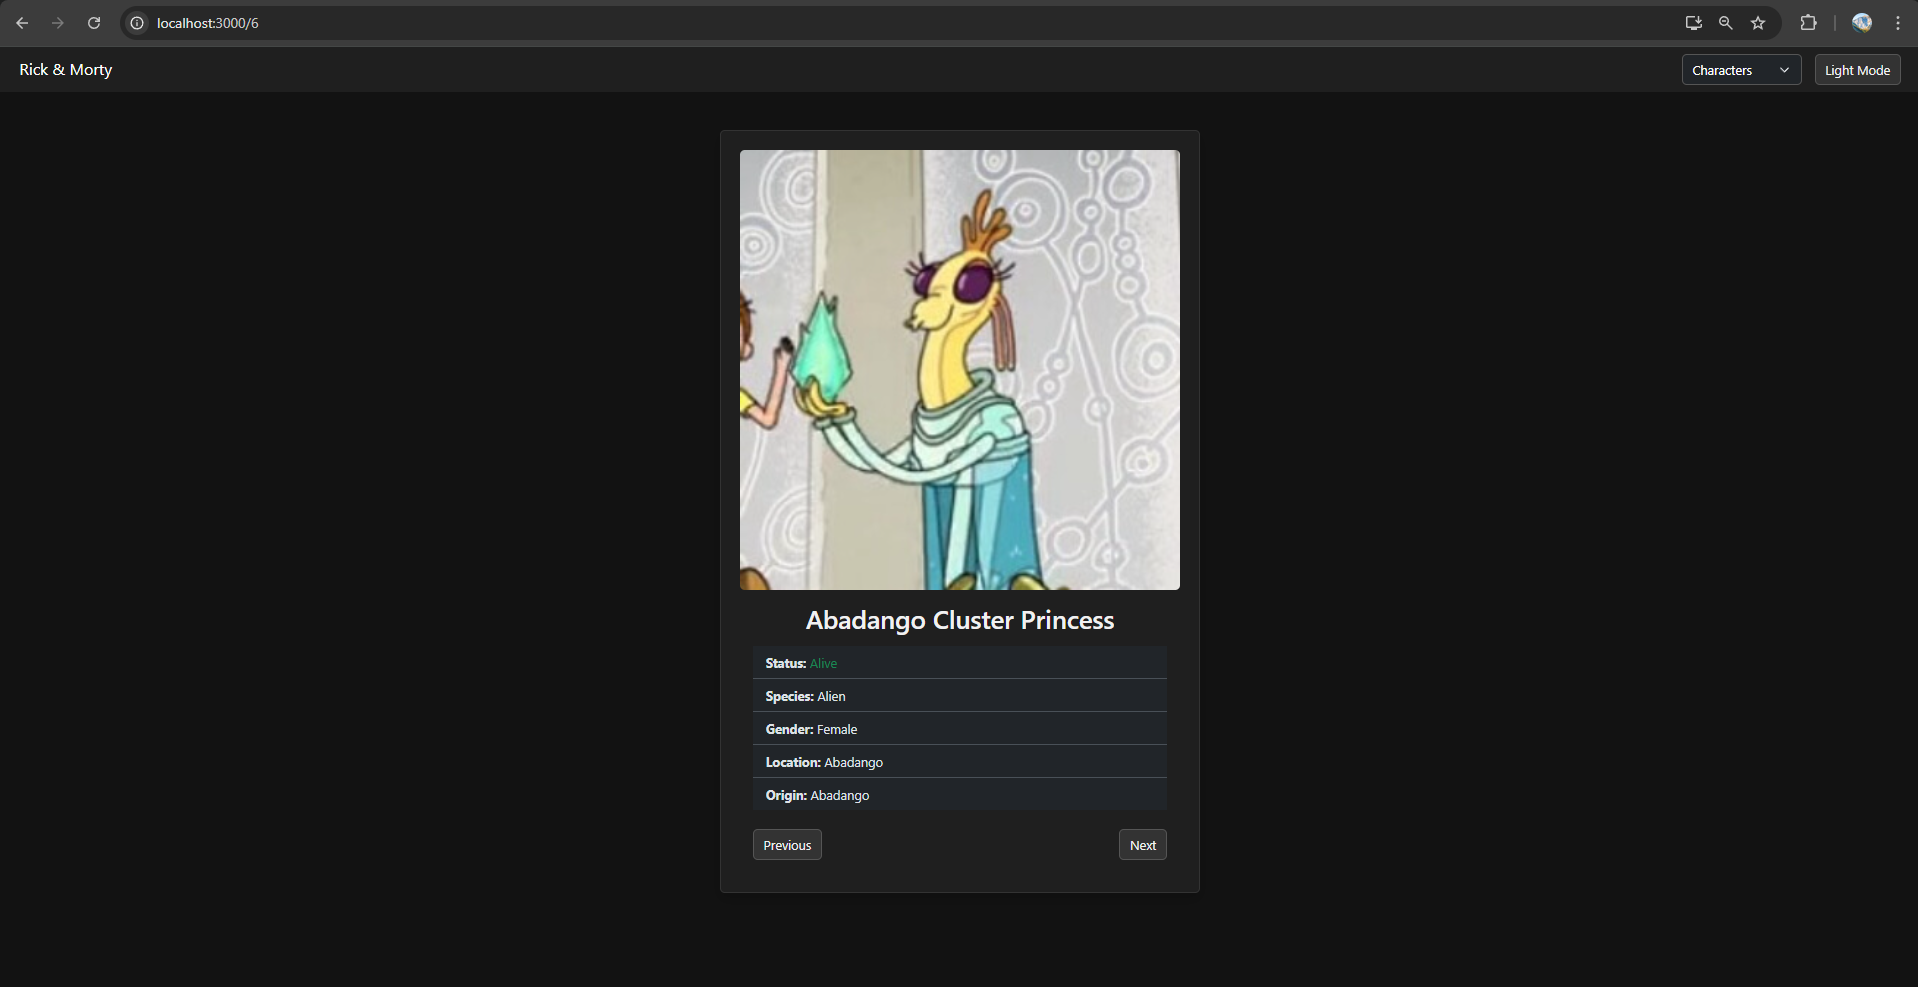 localhost:3000/6
Rick & Morty
Characters
Light Mode
Abadango Cluster Princess
Status: Alive
Species: Alien
Gender: Female
Location: Abadango
Origin: Abadango
Previous
Next